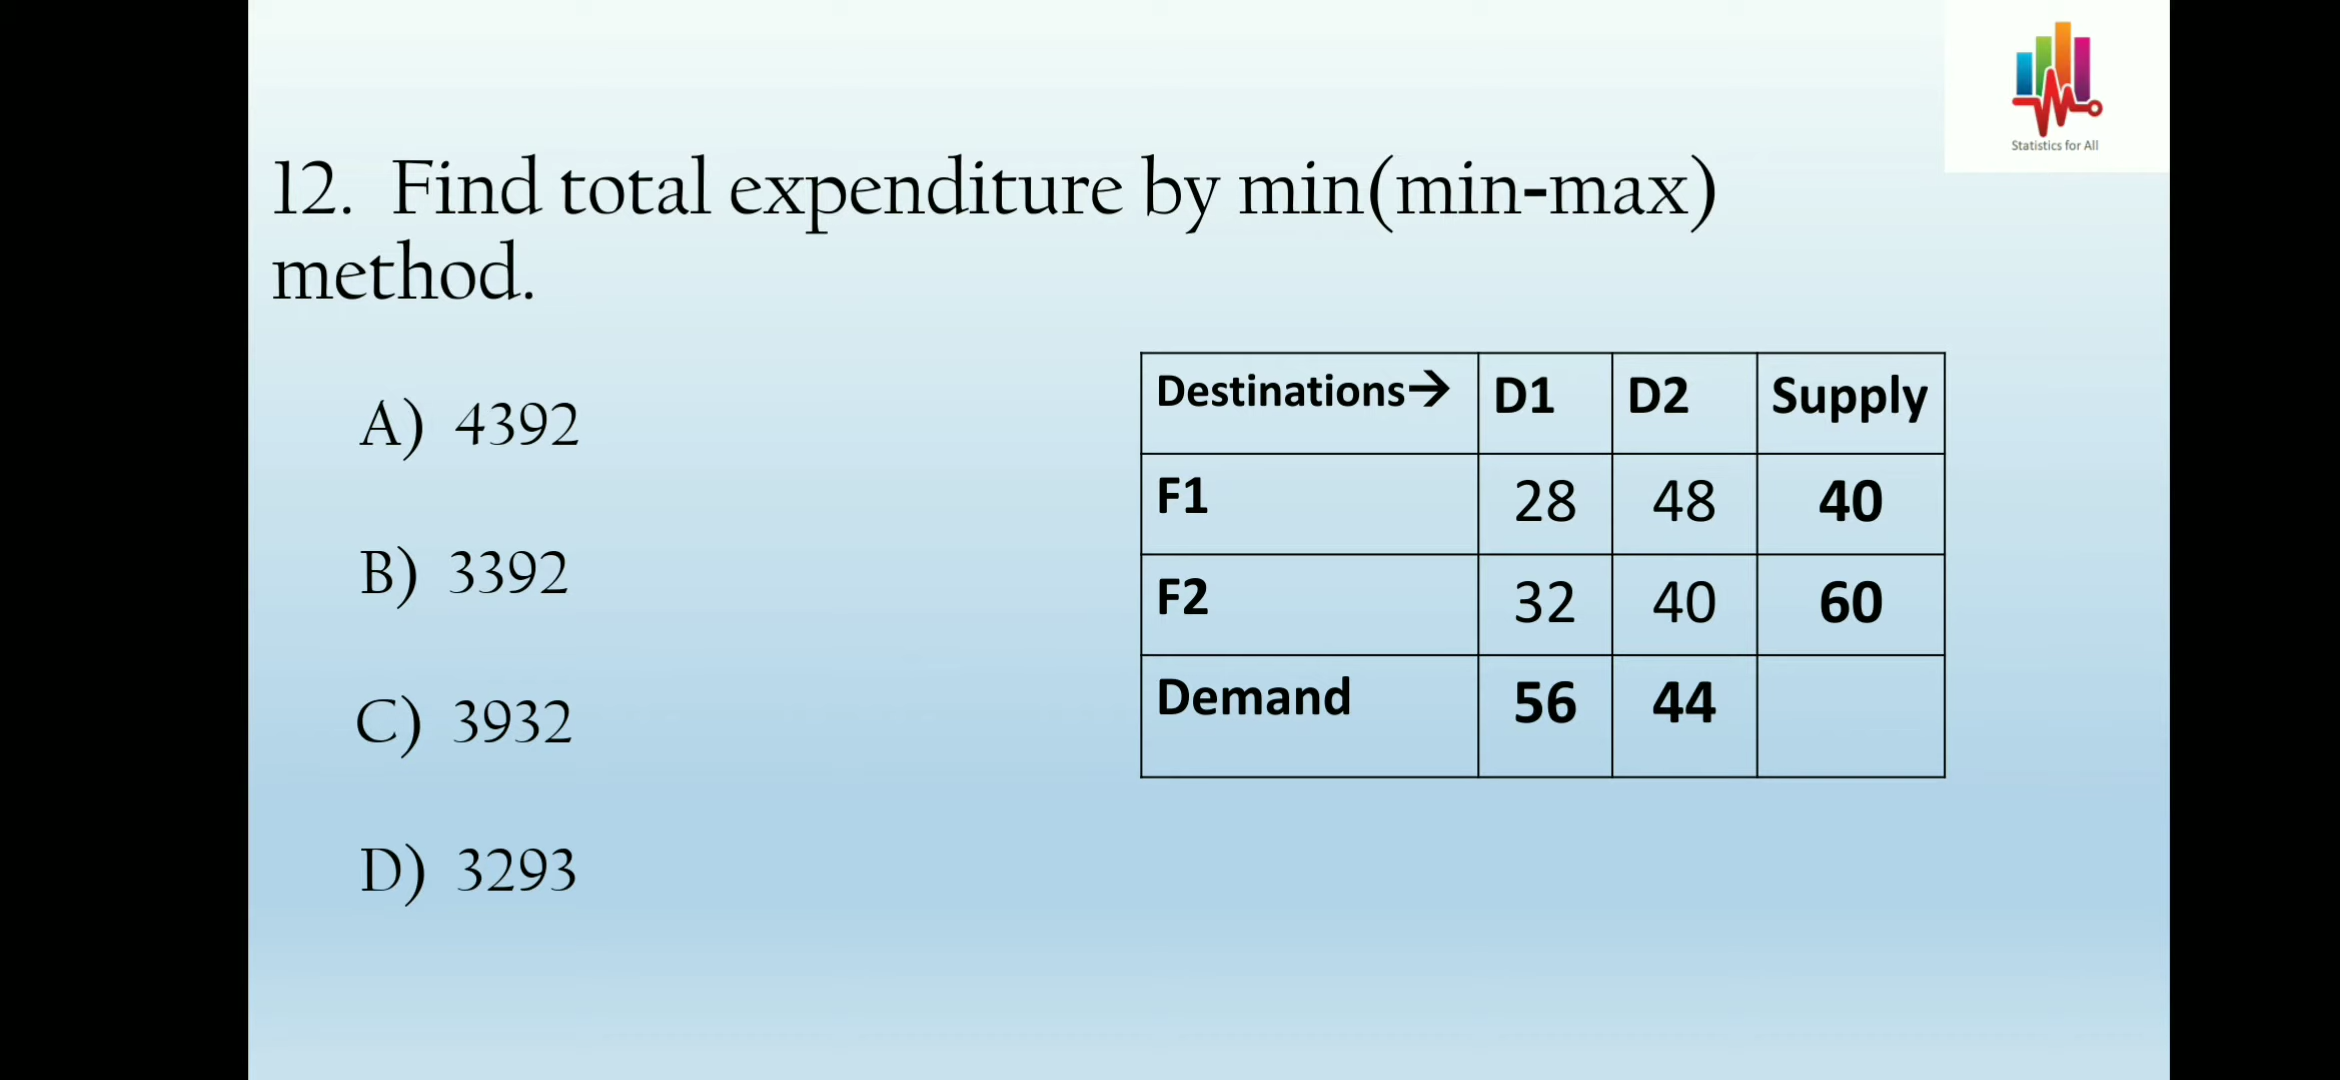 Statistics for All
12. Find total expenditure by min(min-max)
method.
A) 4392
B) 3392
C) 3932
D) 3293
Destinations→ D1 D2 Supply
F1 28 48 40
F2 32 40 60
Demand 56 44